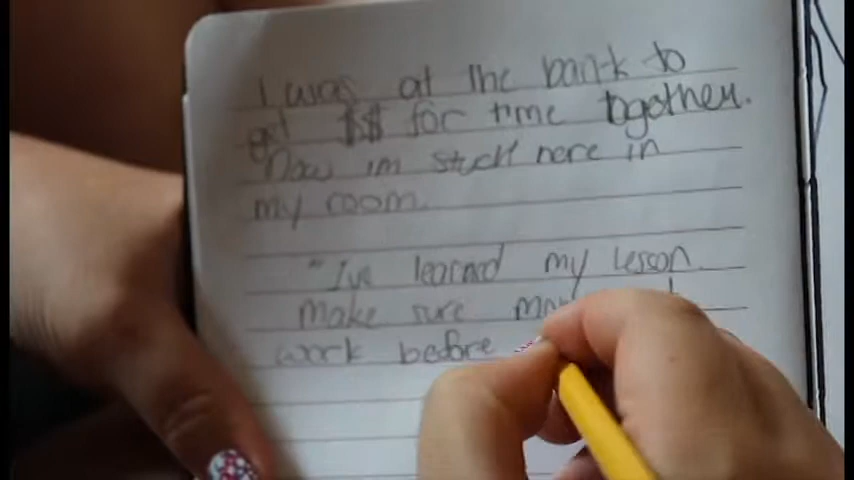 I was at the bank to
get $$ for time together.
Now im stuck here in
my room.
"I've learned my lesson
make sure
work before